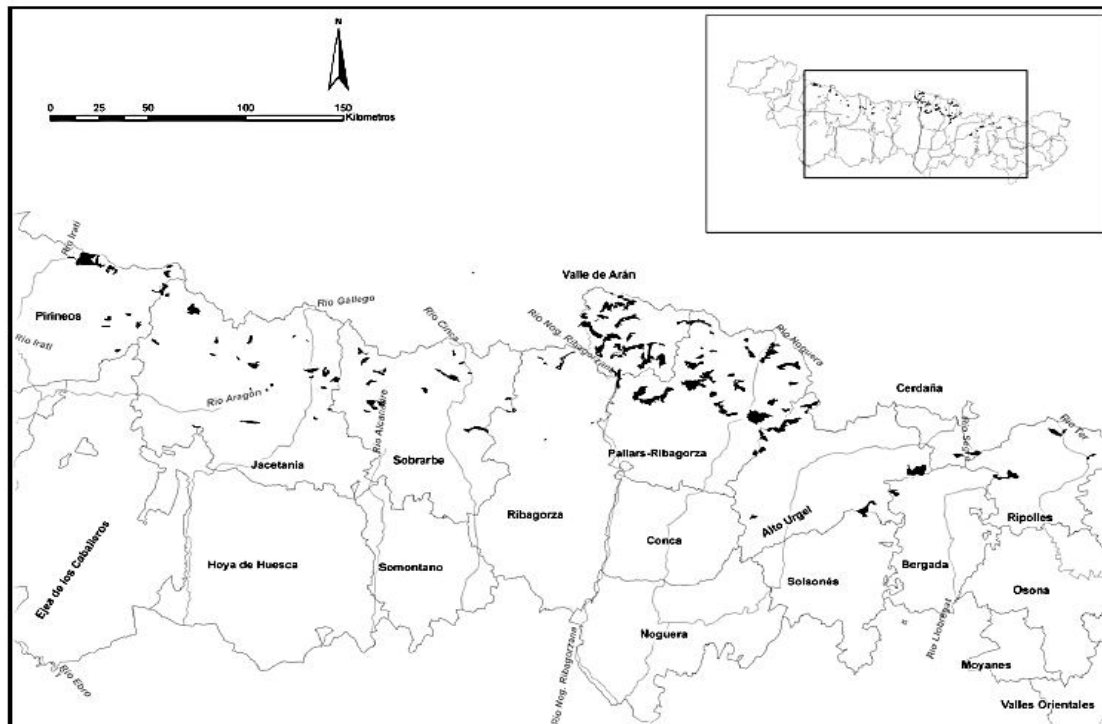 N
0 25 50 100 150
Kilometros
Valle de Arán
Río Irati
Río Gallego
Río Cinca
Río Nog. Ribagorzana
Río Noguera
Pirineos
Río Irati
Cerdaña
Río Segre
Río Ter
Río Aragón
Río Alcanadre
Jacetania
Sobrarbe
Pallars-Ribagorza
Ribagorza
Alto Urgel
Ripolles
Conca
Hoya de Huesca
Somontano
Solsonés
Bergada
Osona
Ejea de los Caballeros
Noguera
Río Llobregat
Moyanes
Río Ebro
Río Nog. Ribagorzana
Valles Orientales